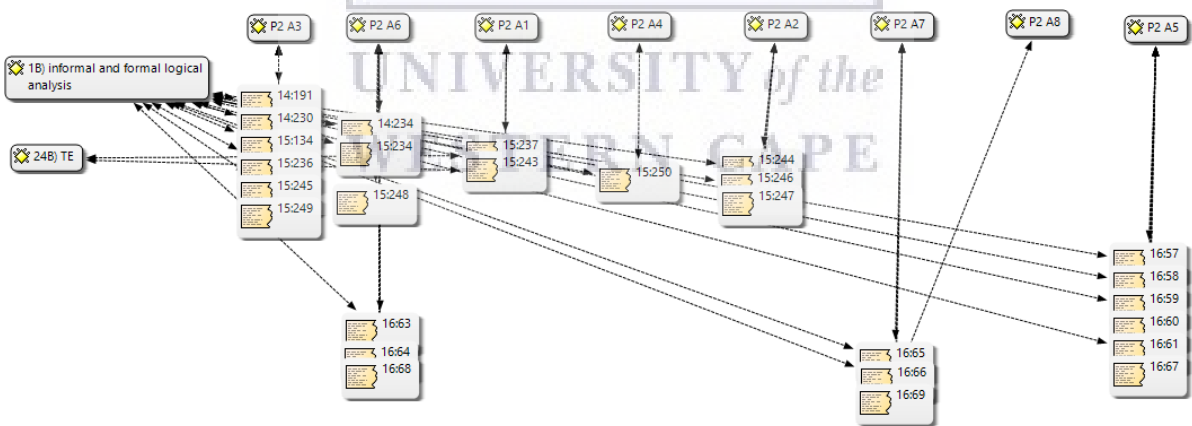 P2 A3
P2 A6
P2 A1
P2 A4
P2 A2
P2 A7
P2 A8
P2 A5
1B) informal and formal logical
analysis
24B) TE
UNIVERSITY of the
WESTERN CAPE
14:191
14:230
15:134
15:236
15:245
15:249
14:234
15:234
15:248
15:237
15:243
15:250
15:244
15:246
15:247
16:57
16:58
16:59
16:60
16:61
16:67
16:63
16:64
16:68
16:65
16:66
16:69